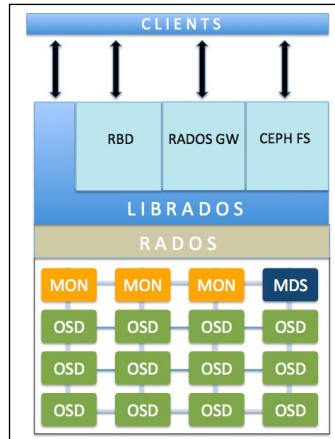 CLIENTS
RBD RADOS GW CEPH FS
LIBRADOS
RADOS
MON MON MON MDS
OSD OSD OSD OSD
OSD OSD OSD OSD
OSD OSD OSD OSD